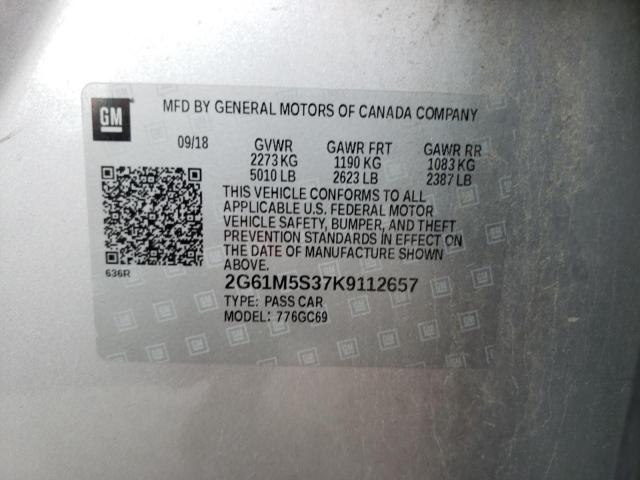 GM
MFD BY GENERAL MOTORS OF CANADA COMPANY
09/18 GVWR GAWR FRT GAWR RR
2273 KG 1190 KG 1083 KG
5010 LB 2623 LB 2387 LB
THIS VEHICLE CONFORMS TO ALL
APPLICABLE U.S. FEDERAL MOTOR
VEHICLE SAFETY, BUMPER, AND THEFT
PREVENTION STANDARDS IN EFFECT ON
THE DATE OF MANUFACTURE SHOWN
ABOVE.
636R
2G61M5S37K9112657
TYPE: PASS CAR
MODEL: 776GC69